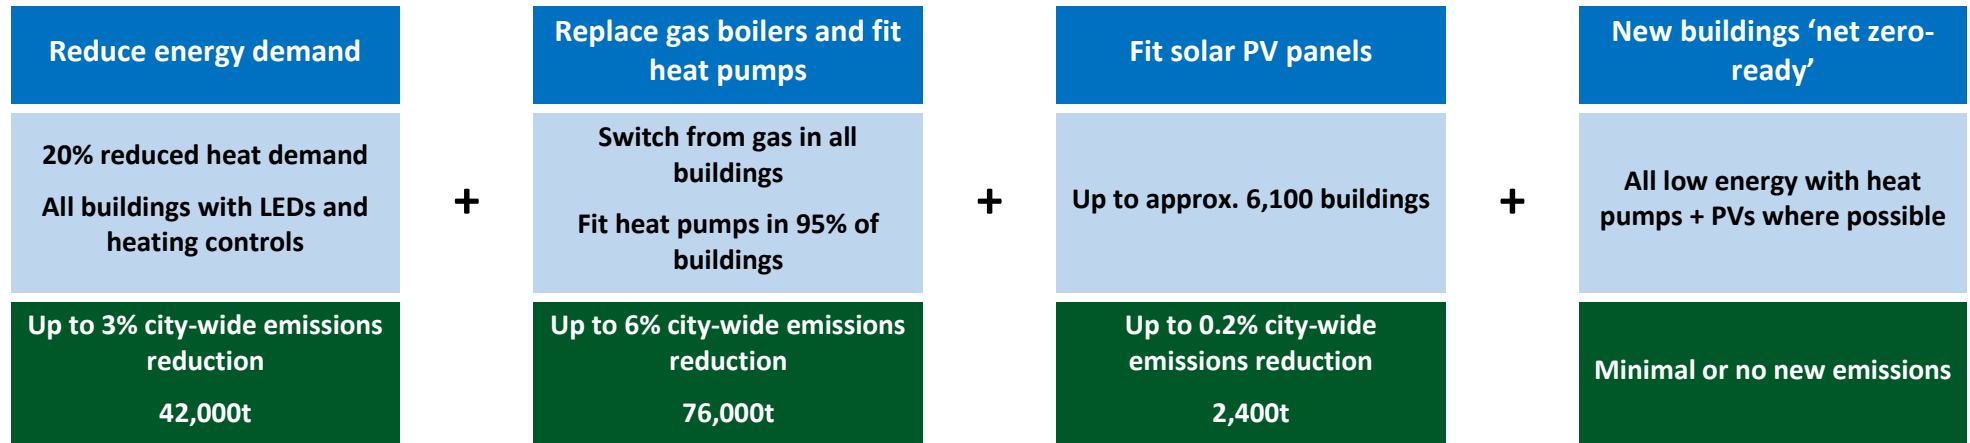 Reduce energy demand
Replace gas boilers and fit
heat pumps
Fit solar PV panels
New buildings ‘net zero-
ready’
20% reduced heat demand
All buildings with LEDs and
heating controls
+
Switch from gas in all
buildings
Fit heat pumps in 95% of
buildings
+
Up to approx. 6,100 buildings
+
All low energy with heat
pumps + PVs where possible
Up to 3% city-wide emissions
reduction
42,000t
Up to 6% city-wide emissions
reduction
76,000t
Up to 0.2% city-wide
emissions reduction
2,400t
Minimal or no new emissions